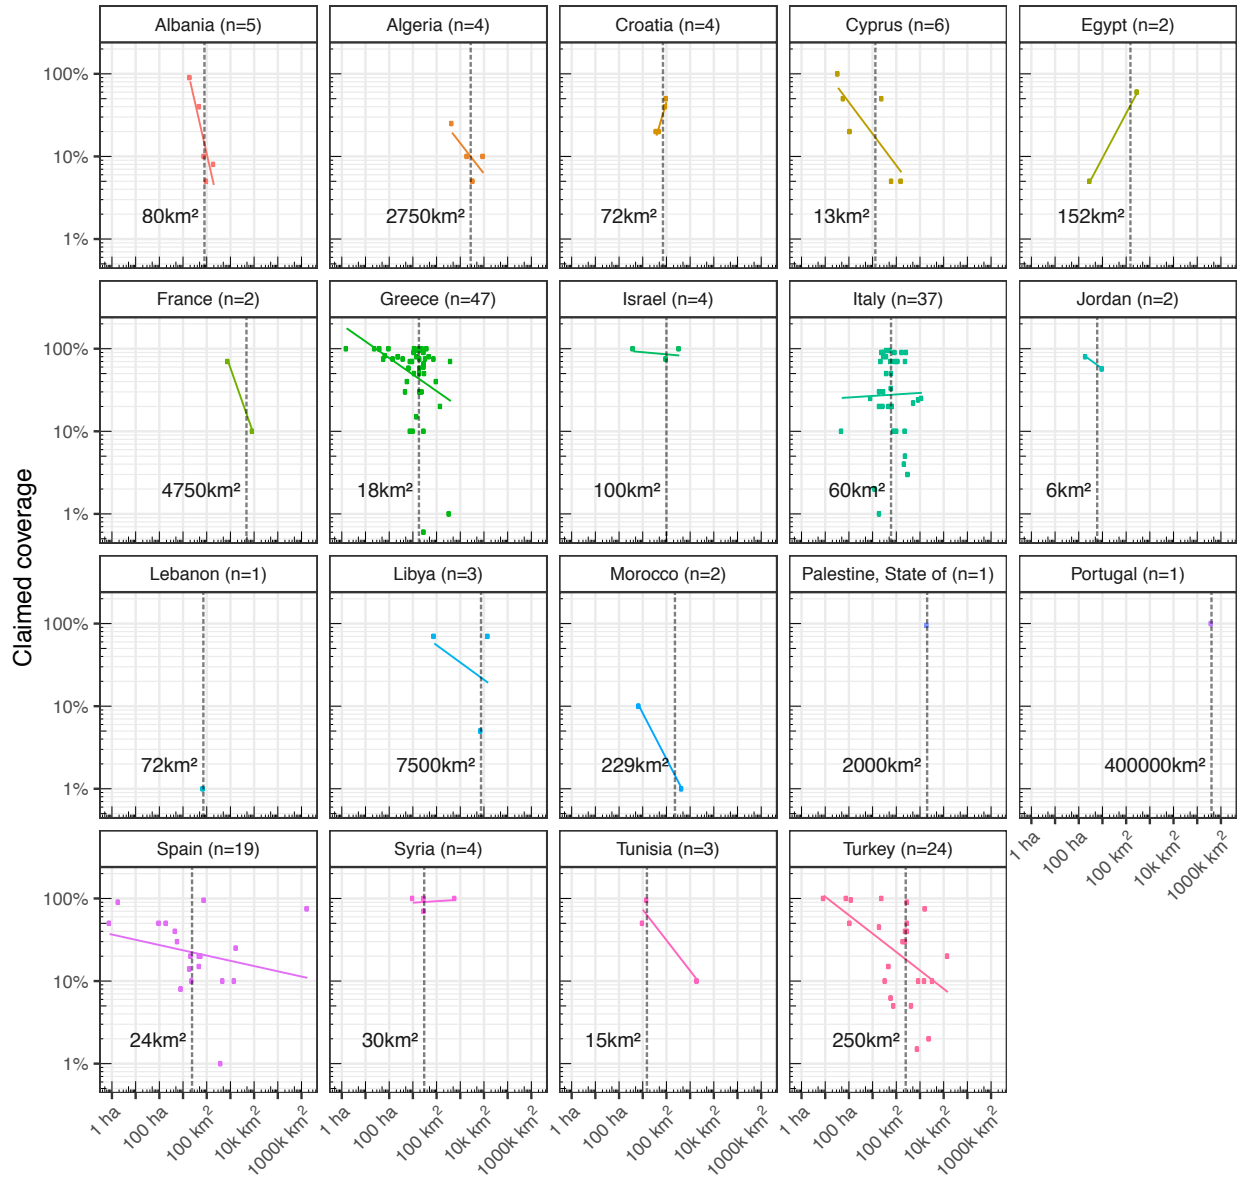 Claimed coverage
Albania (n=5)
Algeria (n=4)
Croatia (n=4)
Cyprus (n=6)
Egypt (n=2)
100%
10%
1%
80km²
2750km²
72km²
13km²
152km²
France (n=2)
Greece (n=47)
Israel (n=4)
Italy (n=37)
Jordan (n=2)
100%
10%
1%
4750km²
18km²
100km²
60km²
6km²
Lebanon (n=1)
Libya (n=3)
Morocco (n=2)
Palestine, State of (n=1)
Portugal (n=1)
100%
10%
1%
72km²
7500km²
229km²
2000km²
400000km²
1 ha
100 ha
100 km²
10k km²
1000k km²
Spain (n=19)
Syria (n=4)
Tunisia (n=3)
Turkey (n=24)
100%
10%
1%
24km²
30km²
15km²
250km²
1 ha
100 ha
100 km²
10k km²
1000k km²
1 ha
100 ha
100 km²
10k km²
1000k km²
1 ha
100 ha
100 km²
10k km²
1000k km²
1 ha
100 ha
100 km²
10k km²
1000k km²